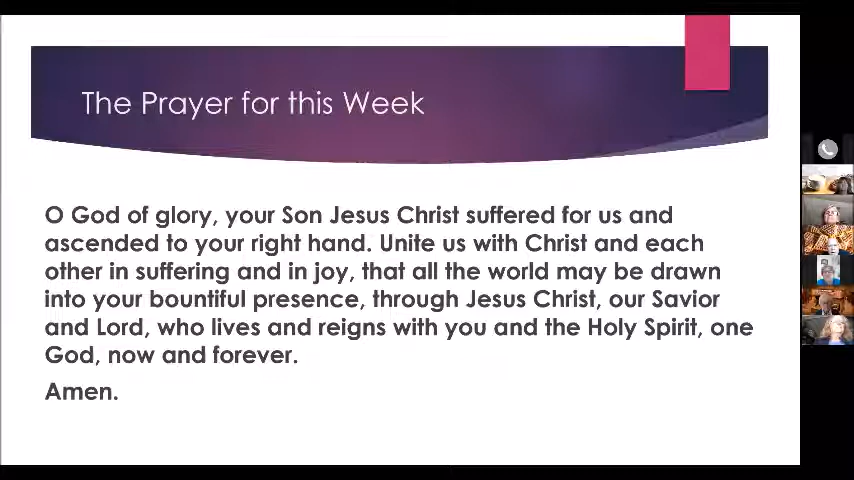 The Prayer for this Week
O God of glory, your Son Jesus Christ suffered for us and
ascended to your right hand. Unite us with Christ and each
other in suffering and in joy, that all the world may be drawn
into your bountiful presence, through Jesus Christ, our Savior
and Lord, who lives and reigns with you and the Holy Spirit, one
God, now and forever.
Amen.